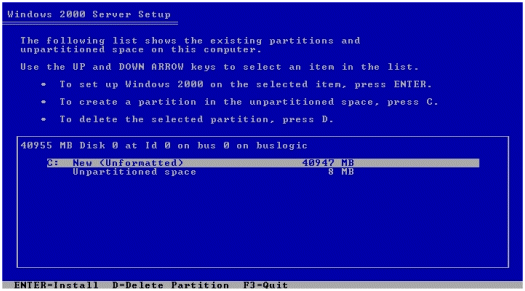 Windows 2000 Server Setup
The following list shows the existing partitions and
unpartitioned space on this computer.
Use the UP and DOWN ARROW keys to select an item in the list.
• To set up Windows 2000 on the selected item, press ENTER.
• To create a partition in the unpartitioned space, press C.
• To delete the selected partition, press D.
40955 MB Disk 0 at Id 0 on bus 0 on buslogic
C: New (Unformatted) 40947 MB
Unpartitioned space 8 MB
ENTER=Install D=Delete Partition F3=Quit